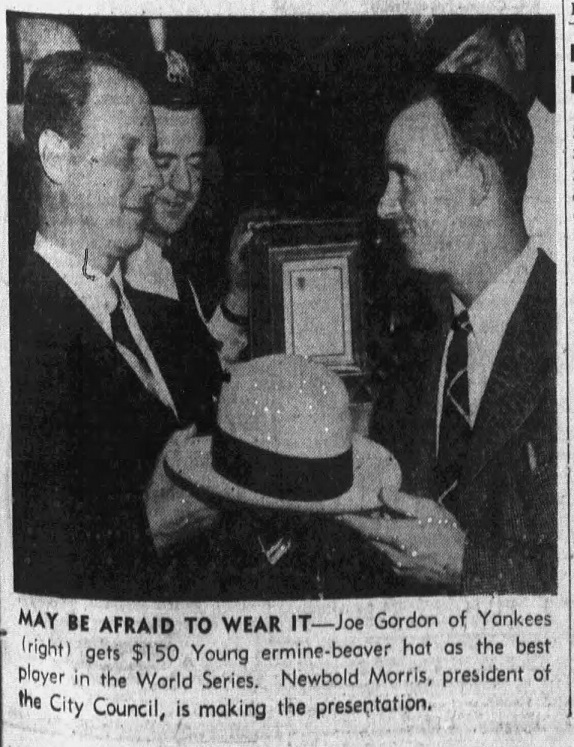 MAY BE AFRAID TO WEAR IT—Joe Gordon of Yankees
(right) gets $150 Young ermine-beaver hat as the best
player in the World Series. Newbold Morris, president of
the City Council, is making the presentation.